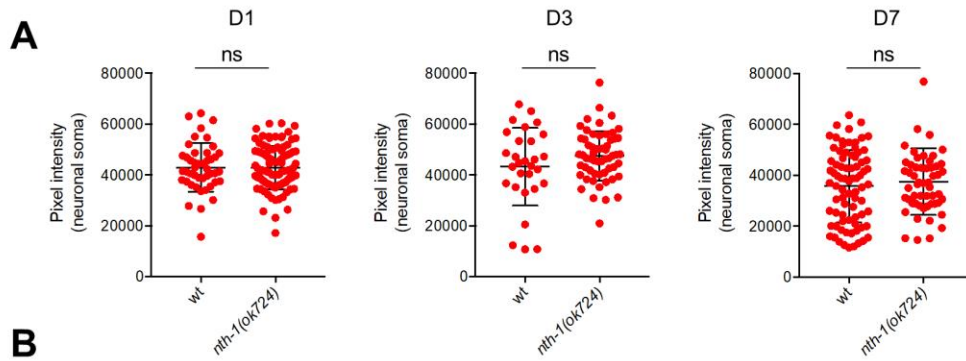 A
D1
ns
Pixel intensity
(neuronal soma)
80000
60000
40000
20000
0
wt
nth-1(ok724)
D3
ns
Pixel intensity
(neuronal soma)
80000
60000
40000
20000
0
wt
nth-1(ok724)
D7
ns
Pixel intensity
(neuronal soma)
80000
60000
40000
20000
0
wt
nth-1(ok724)
B